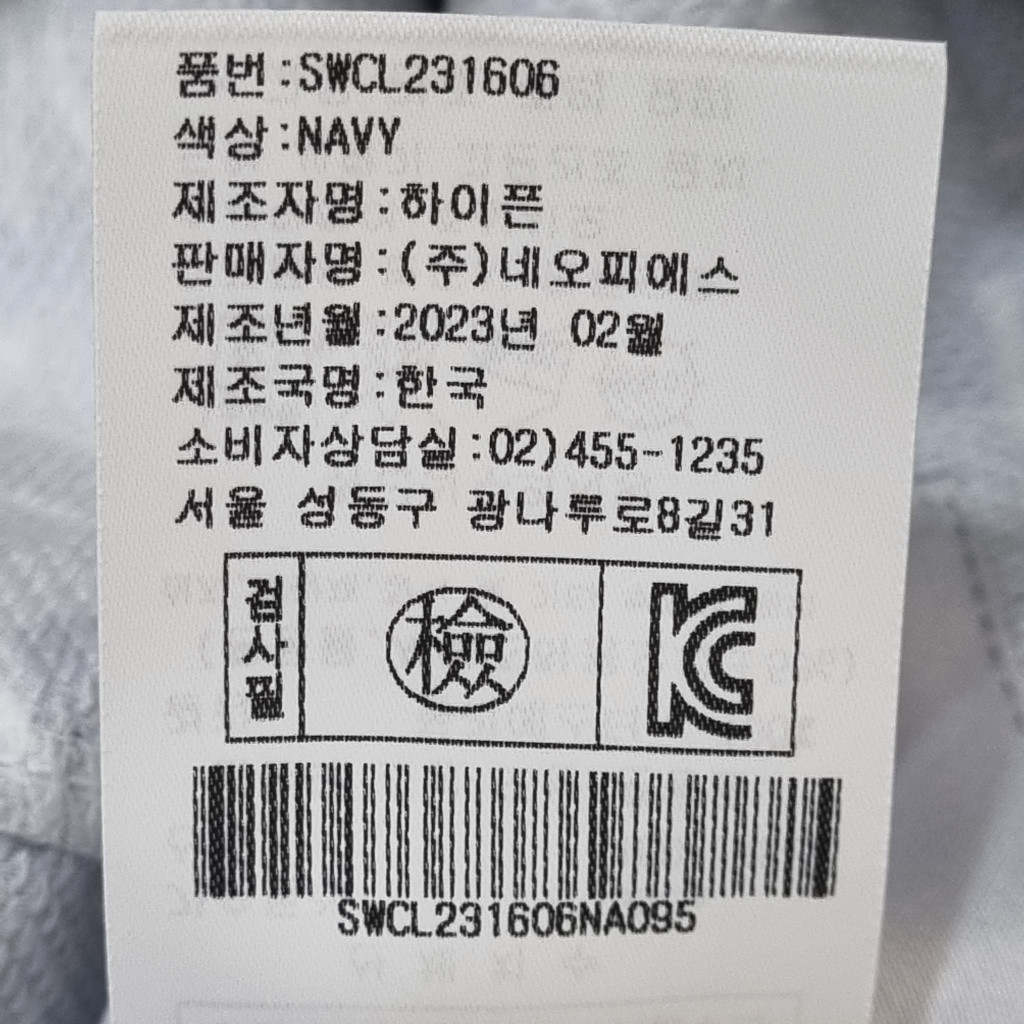 품번:SWCL231606
색상:NAVY
제조자명:하이픈
판매자명:(주)네오피에스
제조년월:2023년 02월
제조국명:한국
소비자상담실:02)455-1235
서울 성동구 광나루로8길31
검사필
檢
KC
SWCL231606NA095